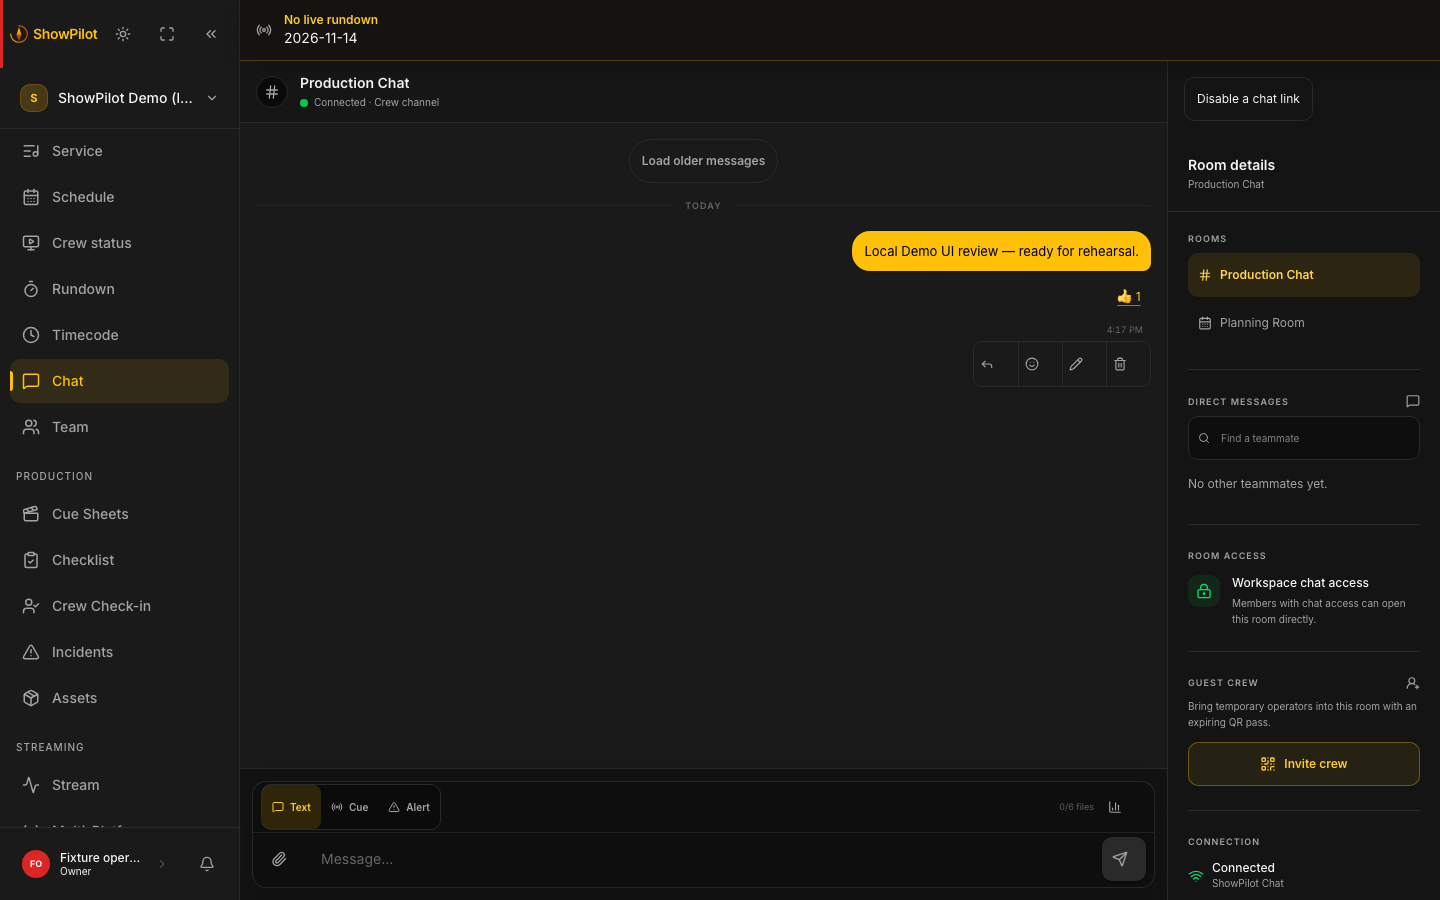 ShowPilot
S
ShowPilot Demo (l...
Service
Schedule
Crew status
Rundown
Timecode
Chat
Team
PRODUCTION
Cue Sheets
Checklist
Crew Check-in
Incidents
Assets
STREAMING
Stream
FO
Fixture oper...
Owner
No live rundown
2026-11-14
Production Chat
Connected · Crew channel
Load older messages
TODAY
Local Demo UI review — ready for rehearsal.
👍 1
4:17 PM
Text
Cue
Alert
0/6 files
Message...
Disable a chat link
Room details
Production Chat
ROOMS
Production Chat
Planning Room
DIRECT MESSAGES
Find a teammate
No other teammates yet.
ROOM ACCESS
Workspace chat access
Members with chat access can open
this room directly.
GUEST CREW
Bring temporary operators into this room with an
expiring QR pass.
Invite crew
CONNECTION
Connected
ShowPilot Chat